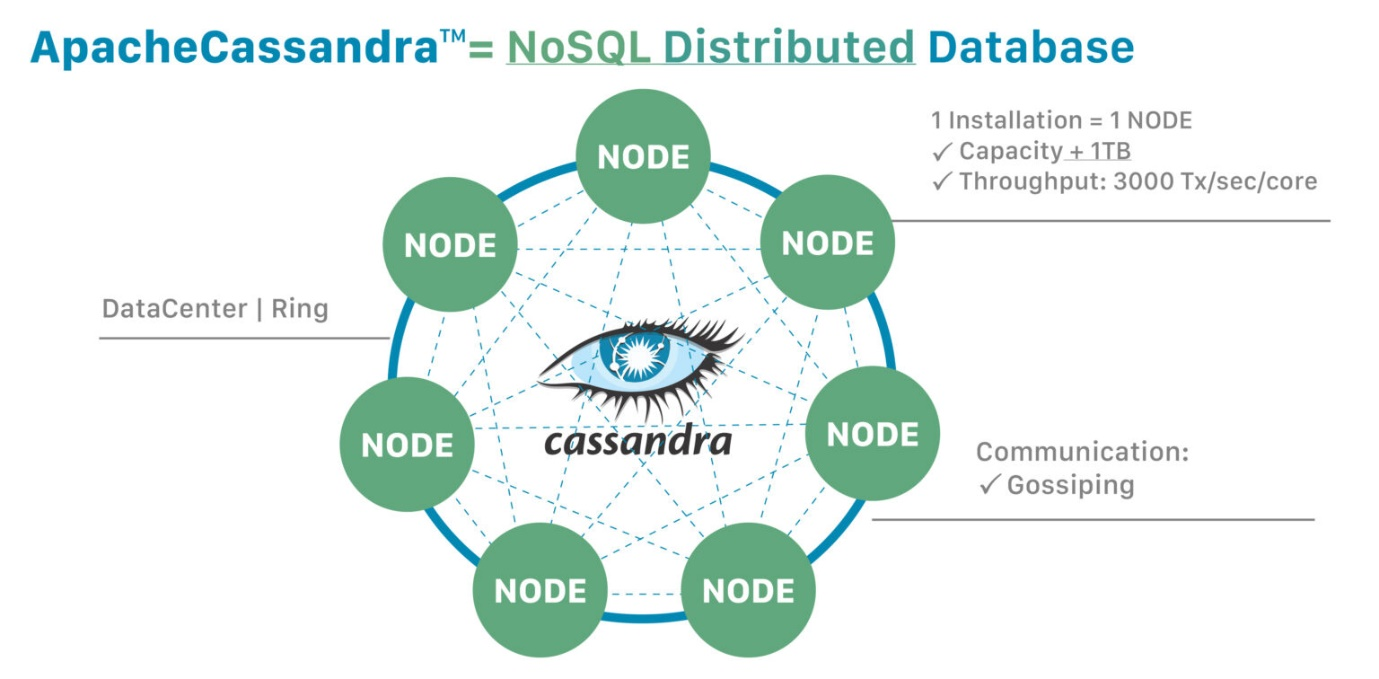 ApacheCassandra™= NoSQL Distributed Database
1 Installation = 1 NODE
✓ Capacity + 1TB
✓ Throughput: 3000 Tx/sec/core
NODE
NODE
NODE
DataCenter | Ring
NODE
NODE
cassandra
Communication:
✓ Gossiping
NODE
NODE